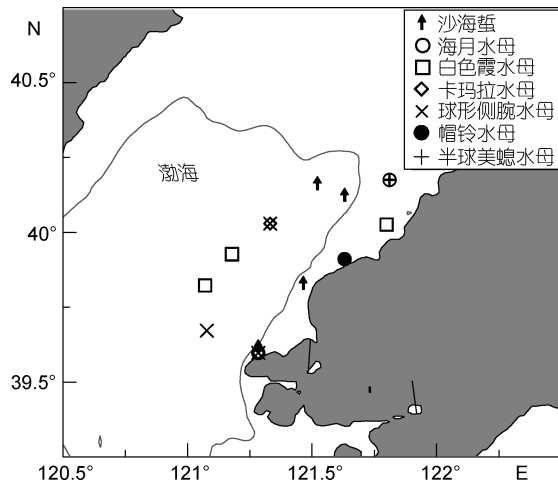 N
沙海蜇
海月水母
白色霞水母
卡玛拉水母
球形侧腕水母
帽铃水母
半球美螅水母
40.5°
渤海
40°
39.5°
120.5° 121° 121.5° 122° E